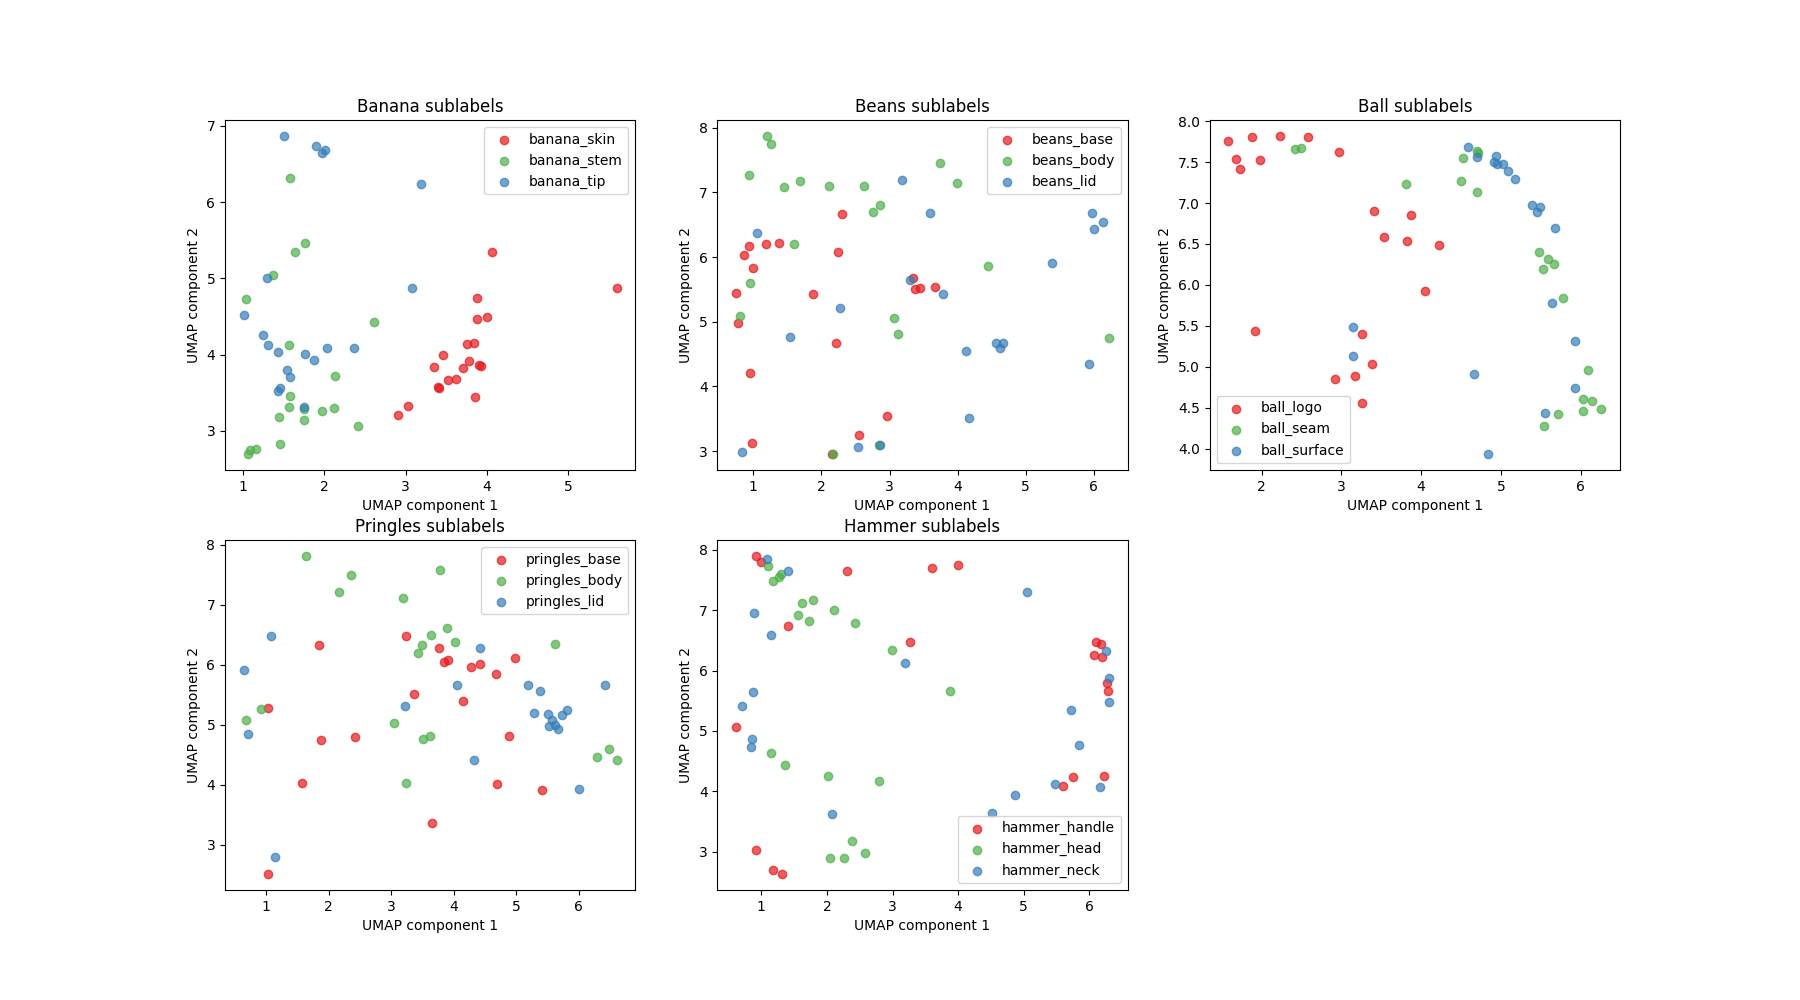 Banana sublabels
7
6
5
4
3
UMAP component 2
banana_skin
banana_stem
banana_tip
1 2 3 4 5
UMAP component 1
Beans sublabels
8
7
6
5
4
3
UMAP component 2
beans_base
beans_body
beans_lid
1 2 3 4 5 6
UMAP component 1
Ball sublabels
8.0
7.5
7.0
6.5
6.0
5.5
5.0
4.5
4.0
UMAP component 2
ball_logo
ball_seam
ball_surface
2 3 4 5 6
UMAP component 1
Pringles sublabels
8
7
6
5
4
3
UMAP component 2
pringles_base
pringles_body
pringles_lid
1 2 3 4 5 6
UMAP component 1
Hammer sublabels
8
7
6
5
4
3
UMAP component 2
hammer_handle
hammer_head
hammer_neck
1 2 3 4 5 6
UMAP component 1